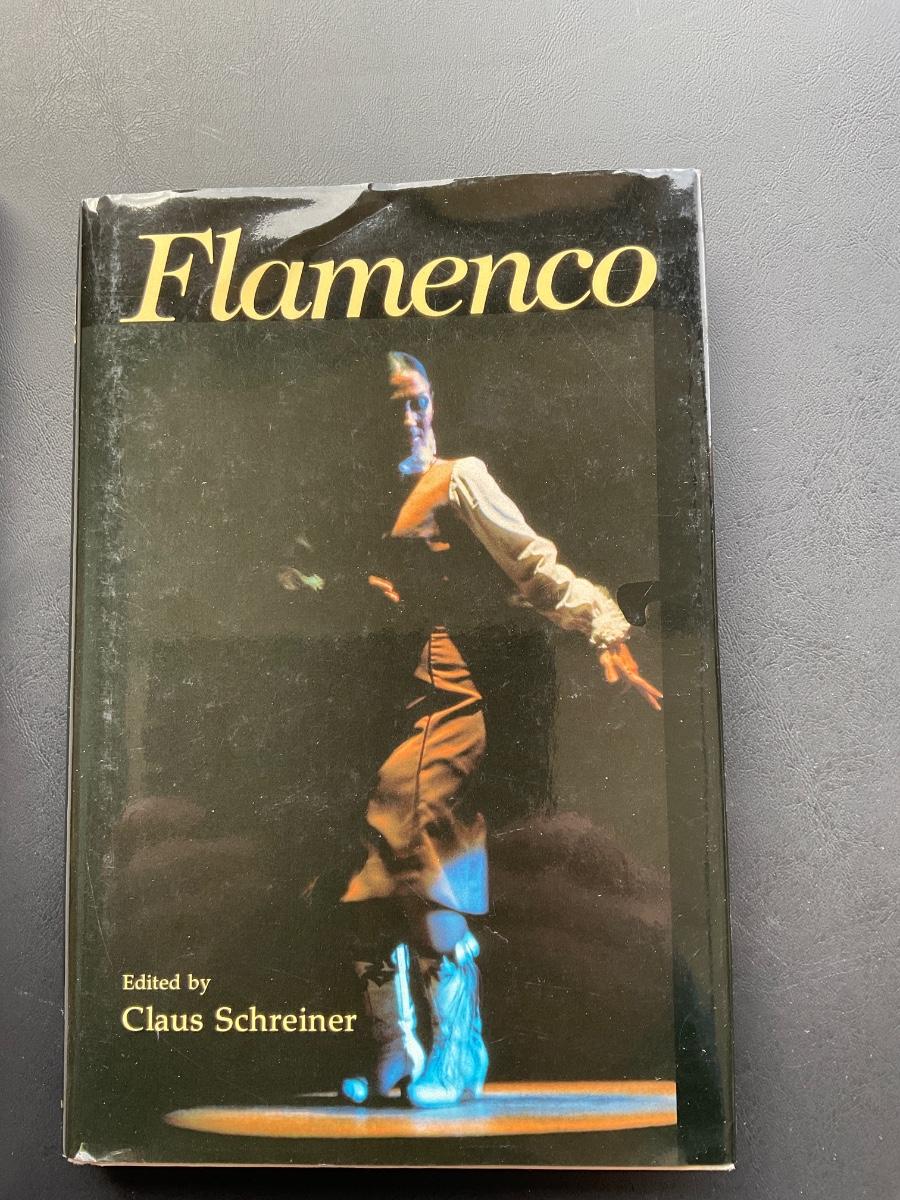 Flamenco
Edited by
Claus Schreiner